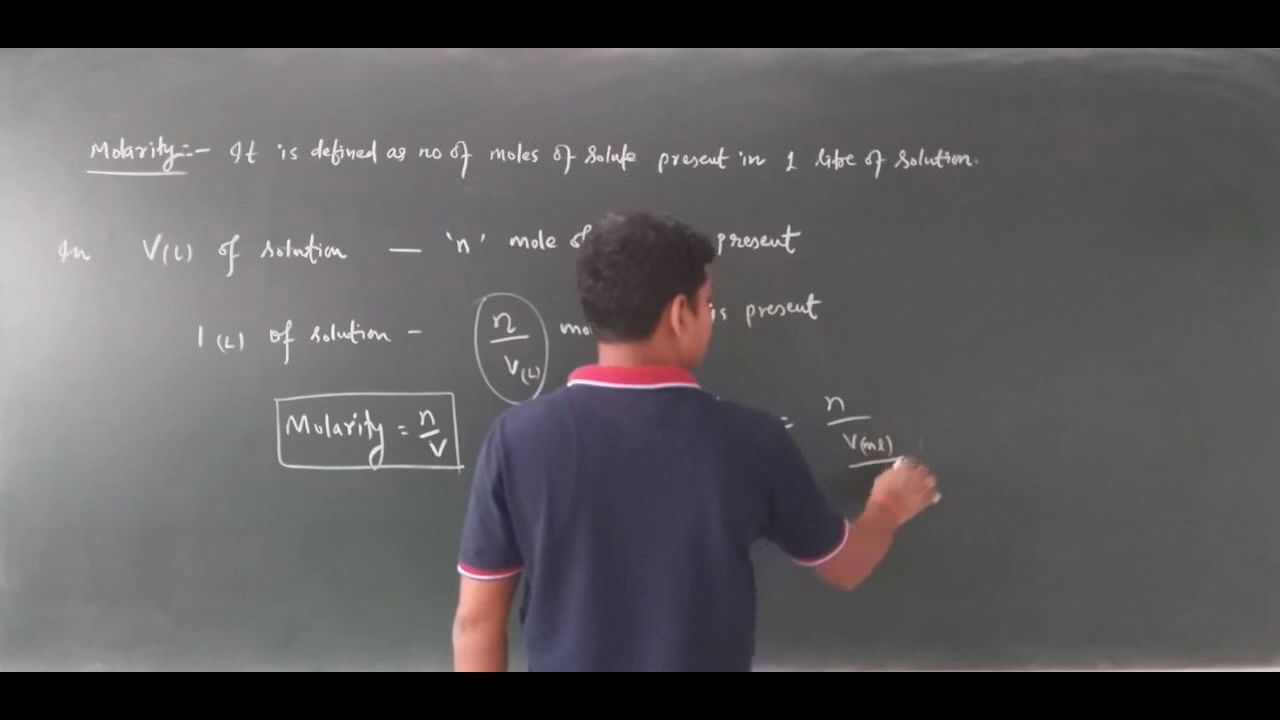 Molarity:- It is defined as no of moles of solute present in 1 litre of solution.
In V(L) of solution — 'n' mole of present
1 (L) of solution - n/V(L) is present
Molarity = n/V = n/V(ml)